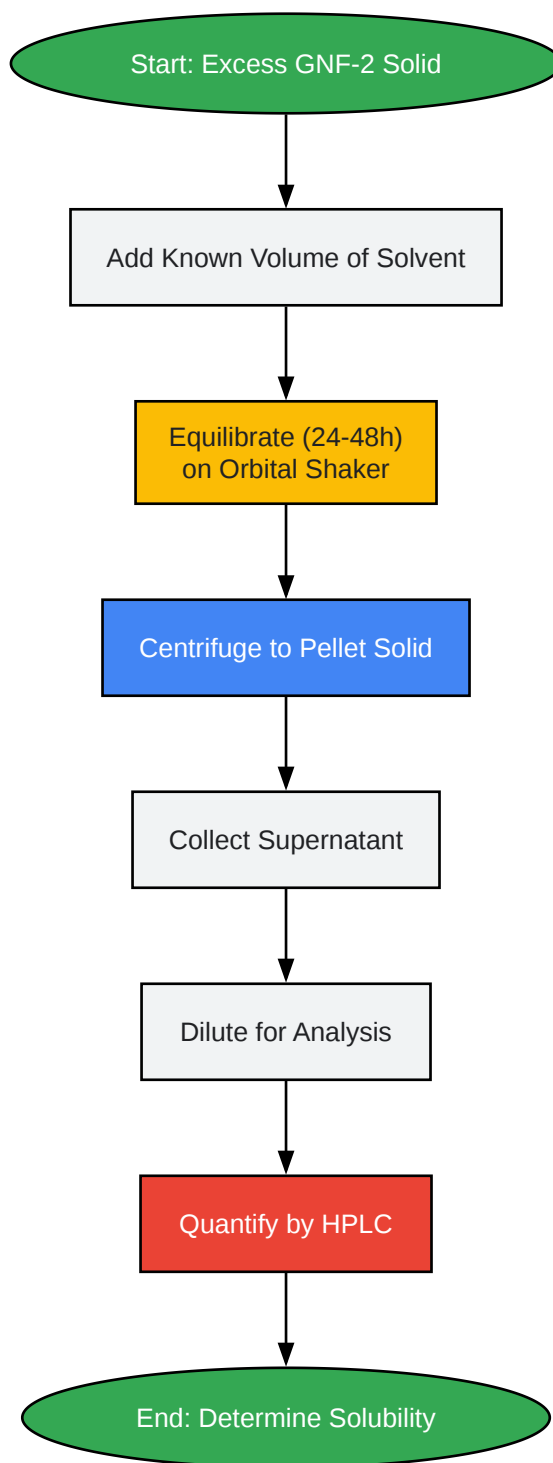 Start: Excess GNF-2 Solid
Add Known Volume of Solvent
Equilibrate (24-48h)
on Orbital Shaker
Centrifuge to Pellet Solid
Collect Supernatant
Dilute for Analysis
Quantify by HPLC
End: Determine Solubility